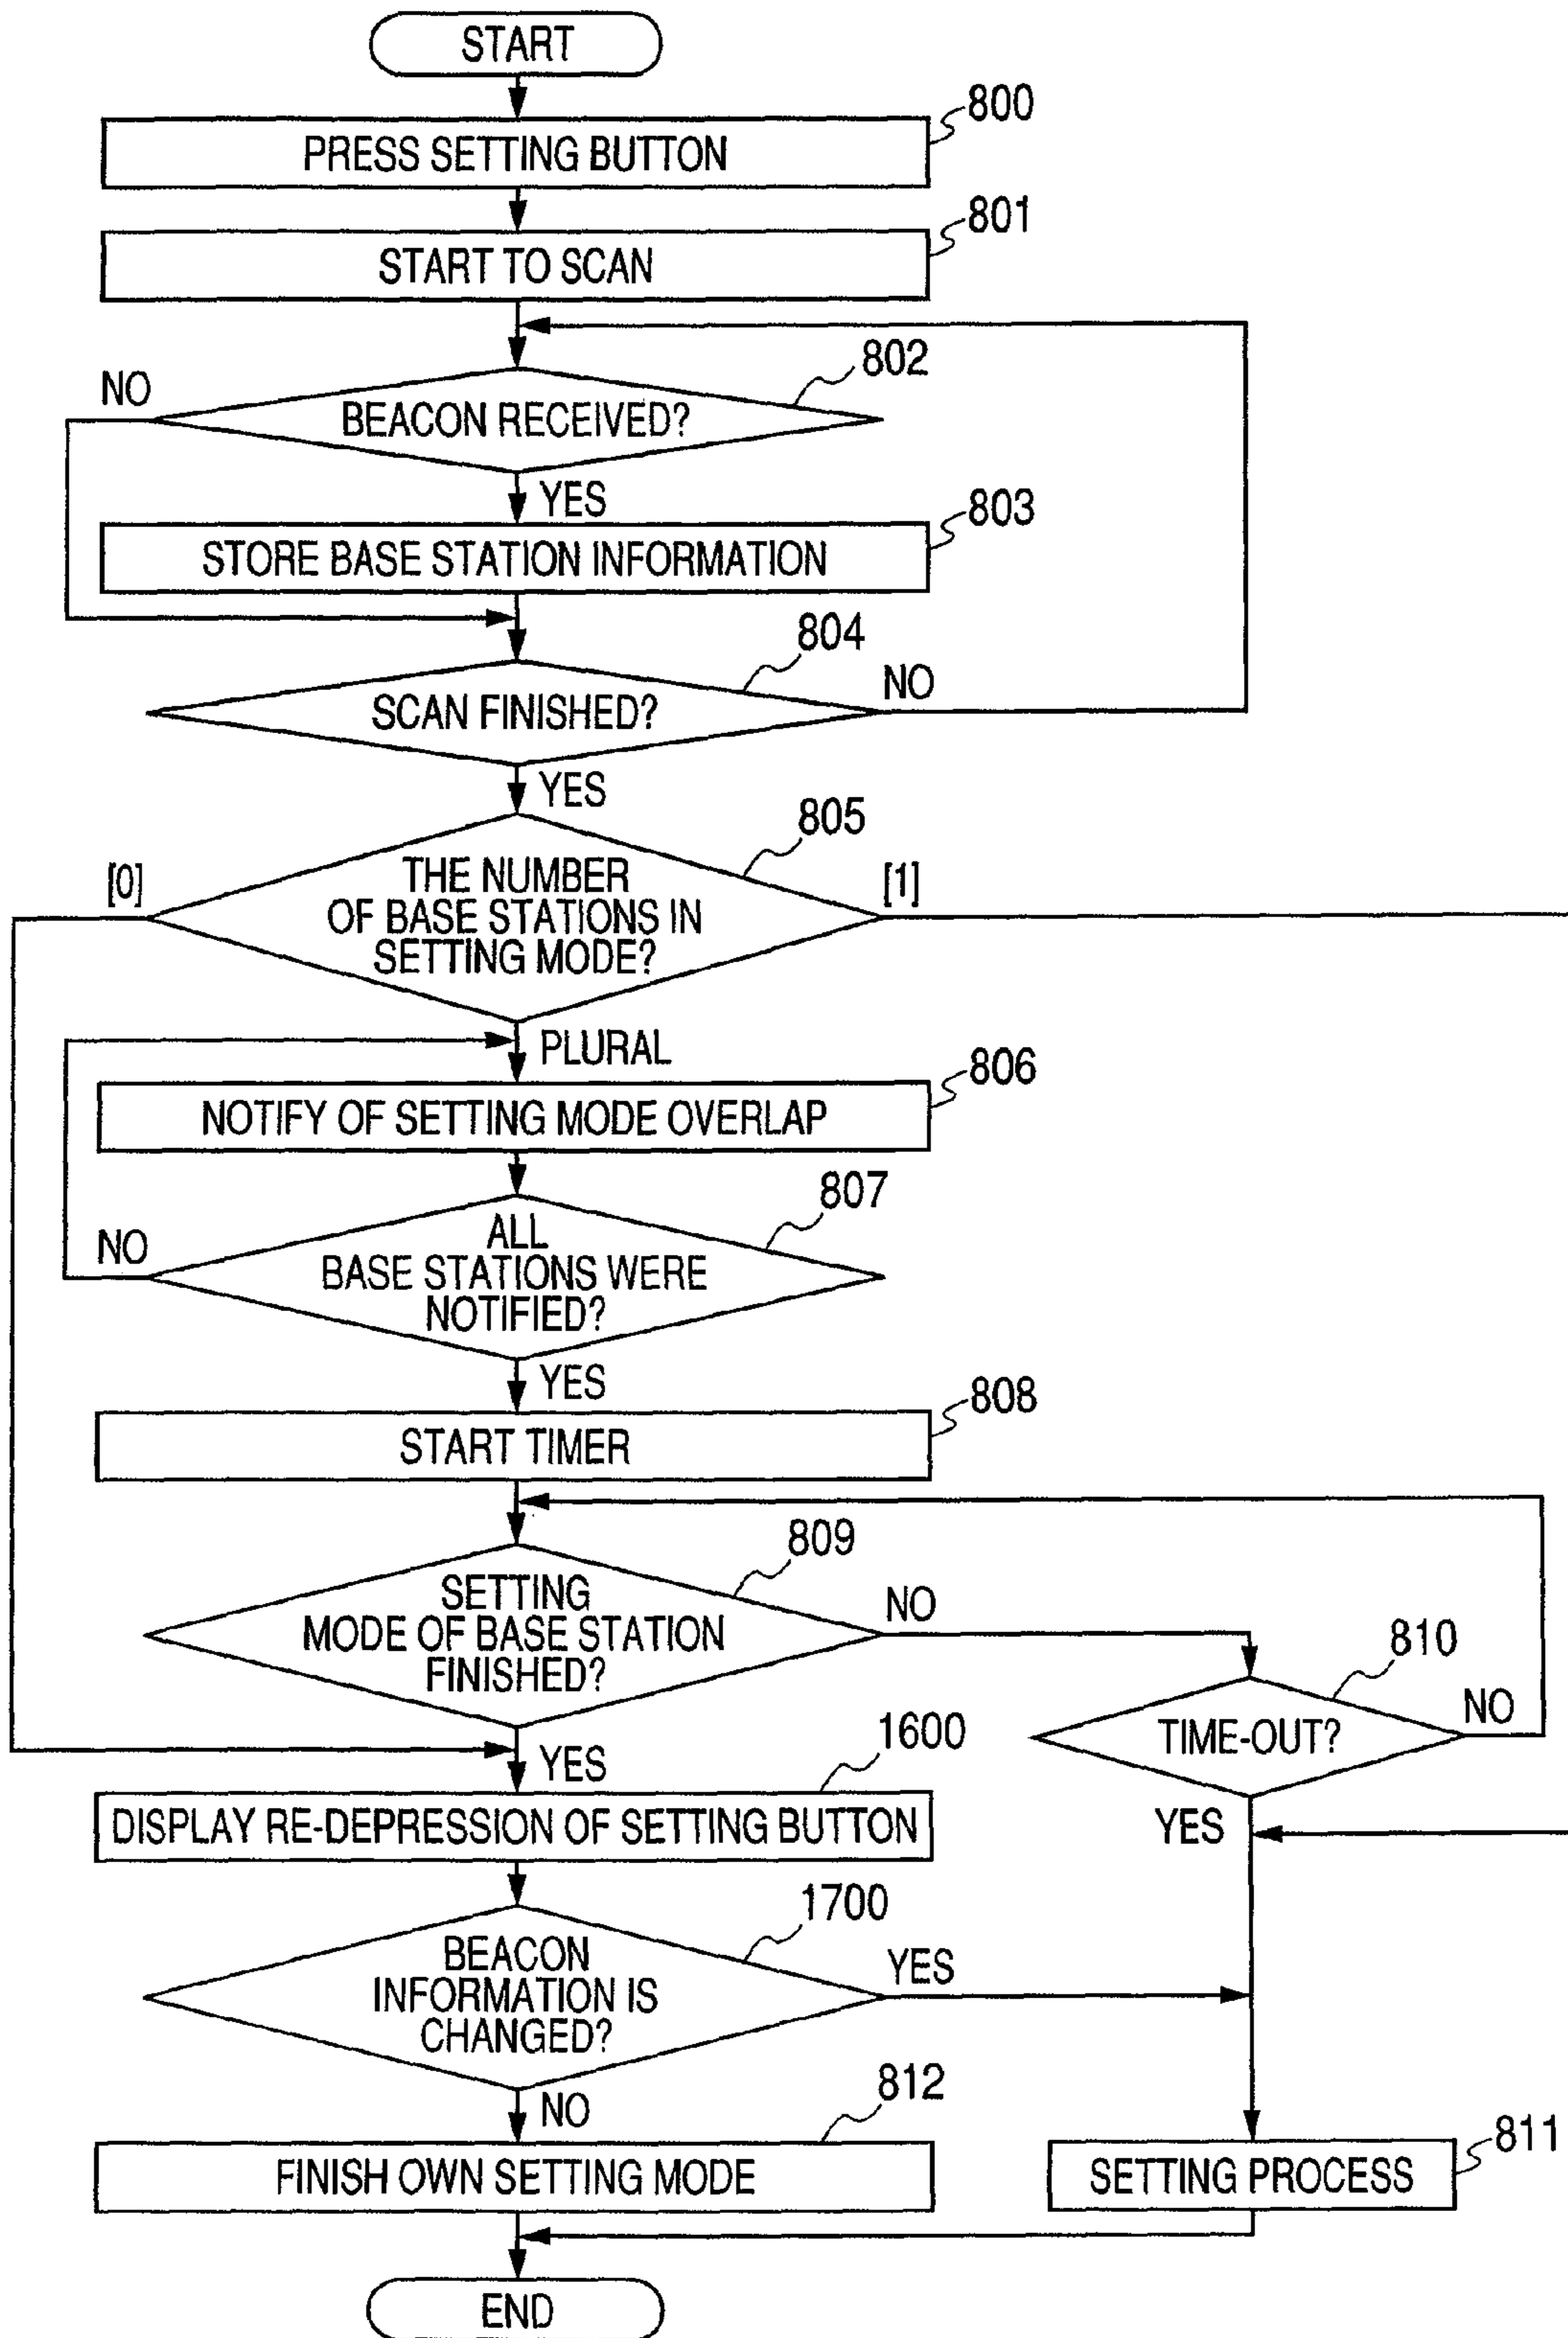 START
800
PRESS SETTING BUTTON
801
START TO SCAN
802
NO
BEACON RECEIVED?
YES
803
STORE BASE STATION INFORMATION
804
NO
SCAN FINISHED?
YES
805
[0]
[1]
THE NUMBER
OF BASE STATIONS IN
SETTING MODE?
PLURAL
806
NOTIFY OF SETTING MODE OVERLAP
807
ALL
BASE STATIONS WERE
NOTIFIED?
NO
YES
808
START TIMER
809
SETTING
MODE OF BASE STATION
FINISHED?
NO
810
TIME-OUT?
NO
YES
1600
YES
DISPLAY RE-DEPRESSION OF SETTING BUTTON
1700
BEACON
INFORMATION IS
CHANGED?
YES
NO
812
FINISH OWN SETTING MODE
811
SETTING PROCESS
END